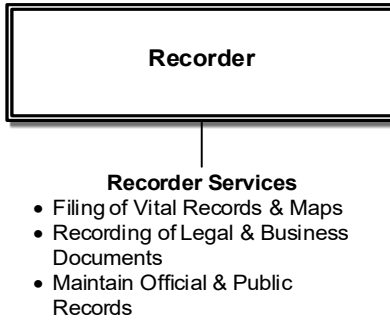 Recorder
Recorder Services
• Filing of Vital Records & Maps
• Recording of Legal & Business
Documents
• Maintain Official & Public
Records